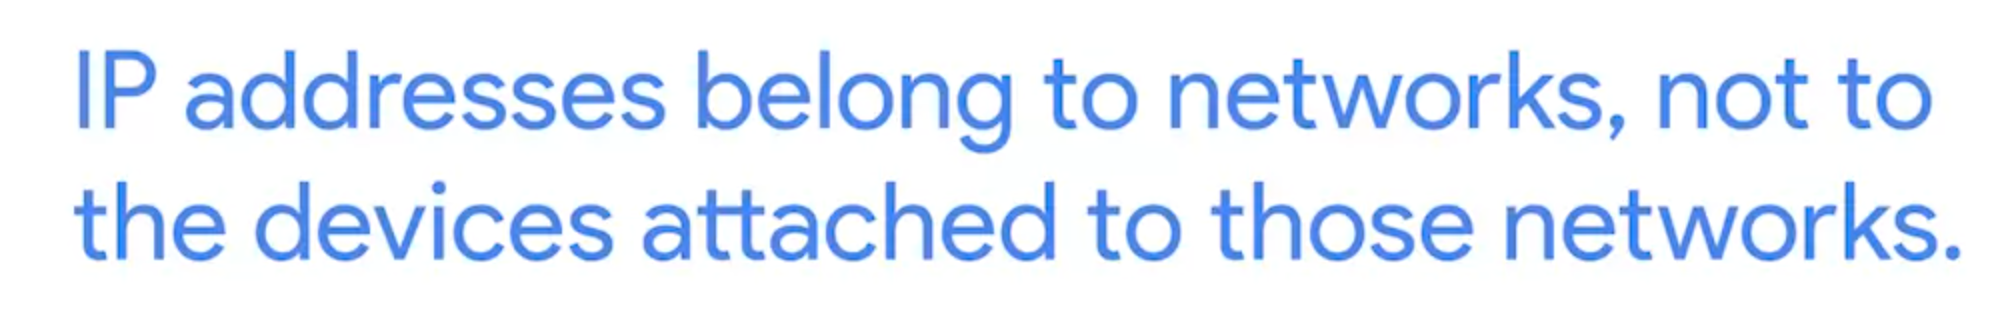 IP addresses belong to networks, not to
the devices attached to those networks.